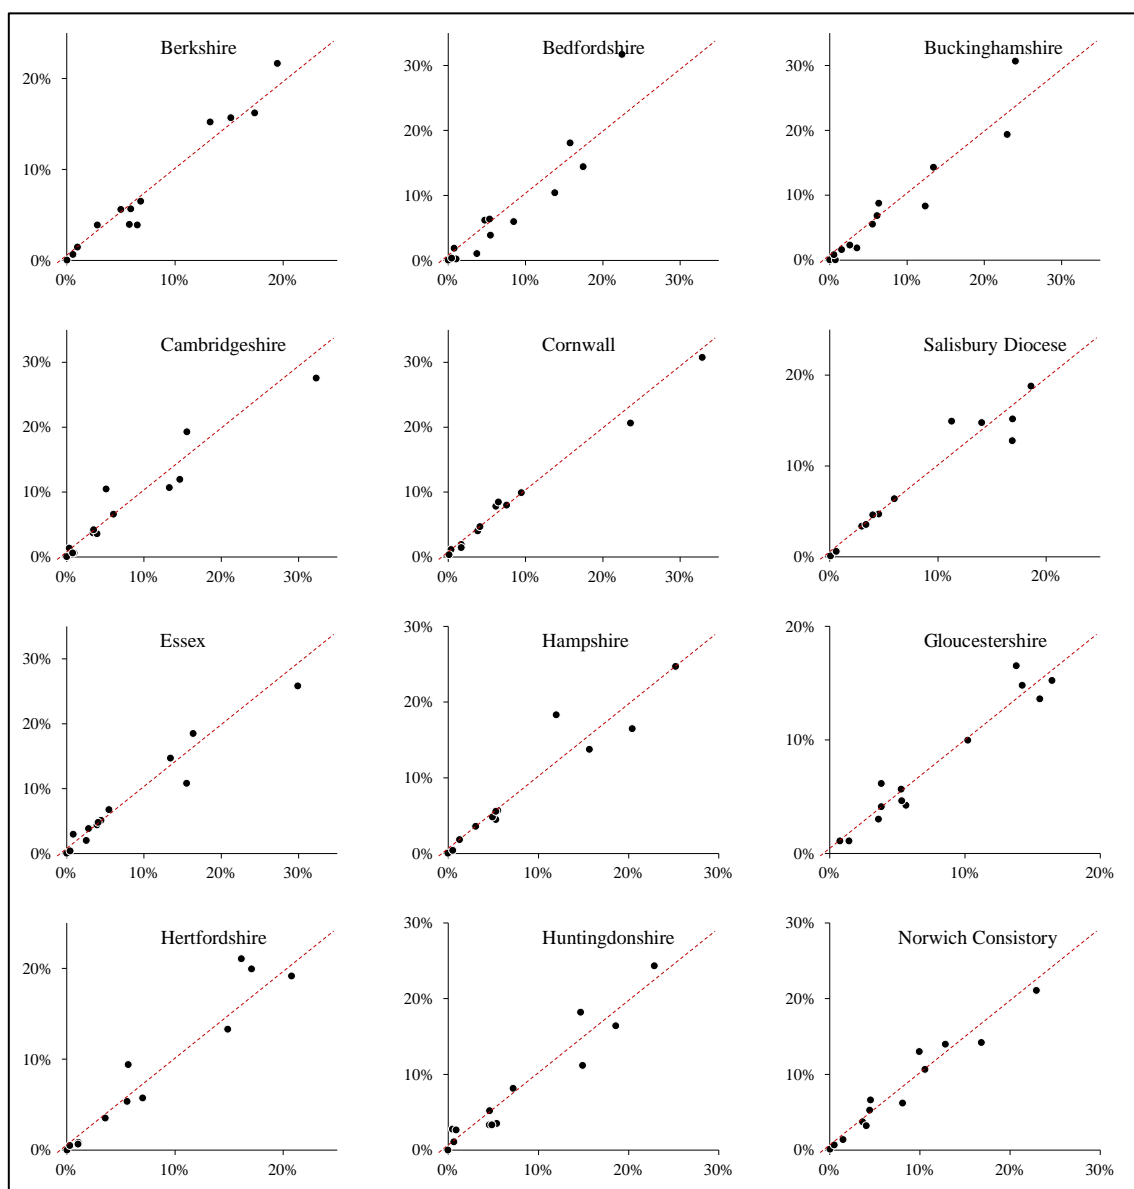 Berkshire
20%
10%
0%
0% 10% 20%
Bedfordshire
30%
20%
10%
0%
0% 10% 20% 30%
Buckinghamshire
30%
20%
10%
0%
0% 10% 20% 30%
Cambridgeshire
30%
20%
10%
0%
0% 10% 20% 30%
Cornwall
30%
20%
10%
0%
0% 10% 20% 30%
Salisbury Diocese
20%
10%
0%
0% 10% 20%
Essex
30%
20%
10%
0%
0% 10% 20% 30%
30%
Hampshire
20%
10%
0%
0% 10% 20% 30%
20%
Gloucestershire
10%
0%
0% 10% 20%
Hertfordshire
20%
10%
0%
0% 10% 20%
30%
Huntingdonshire
20%
10%
0%
0% 10% 20% 30%
30%
Norwich Consistory
20%
10%
0%
0% 10% 20% 30%